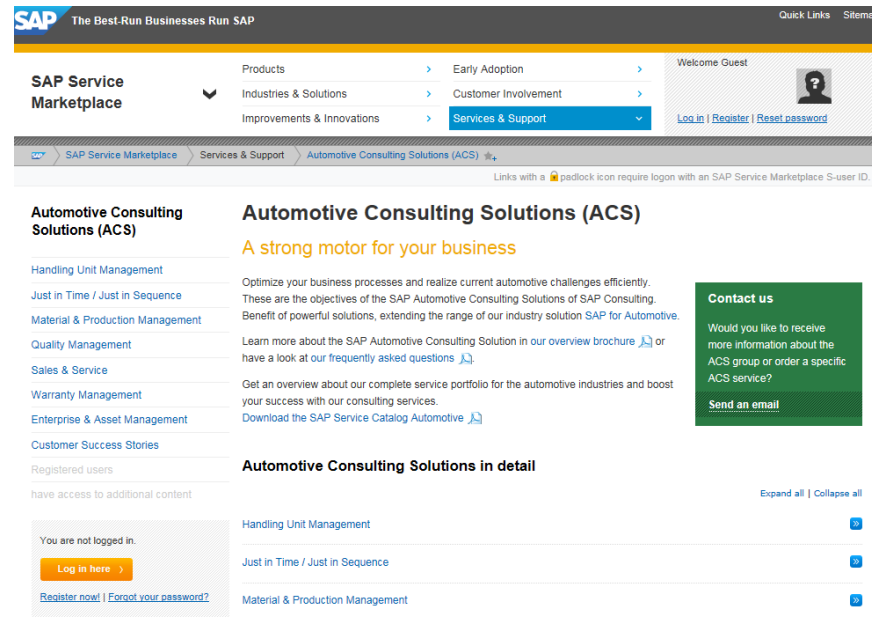 SAP The Best-Run Businesses Run SAP
Quick Links Sitema
SAP Service
Marketplace
Products
Industries & Solutions
Improvements & Innovations
Early Adoption
Customer Involvement
Services & Support
Welcome Guest
?
Log in | Register | Reset password
SAP SAP Service Marketplace Services & Support Automotive Consulting Solutions (ACS)
Links with a padlock icon require logon with an SAP Service Marketplace S-user ID.
Automotive Consulting
Solutions (ACS)
Handling Unit Management
Just in Time / Just in Sequence
Material & Production Management
Quality Management
Sales & Service
Warranty Management
Enterprise & Asset Management
Customer Success Stories
Registered users
have access to additional content
You are not logged in.
Log in here
Register now! | Forgot your password?
Automotive Consulting Solutions (ACS)
A strong motor for your business
Optimize your business processes and realize current automotive challenges efficiently.
These are the objectives of the SAP Automotive Consulting Solutions of SAP Consulting.
Benefit of powerful solutions, extending the range of our industry solution SAP for Automotive.
Learn more about the SAP Automotive Consulting Solution in our overview brochure or
have a look at our frequently asked questions .
Get an overview about our complete service portfolio for the automotive industries and boost
your success with our consulting services.
Download the SAP Service Catalog Automotive
Contact us
Would you like to receive
more information about the
ACS group or order a specific
ACS service?
Send an email
Automotive Consulting Solutions in detail
Expand all | Collapse all
Handling Unit Management
Just in Time / Just in Sequence
Material & Production Management